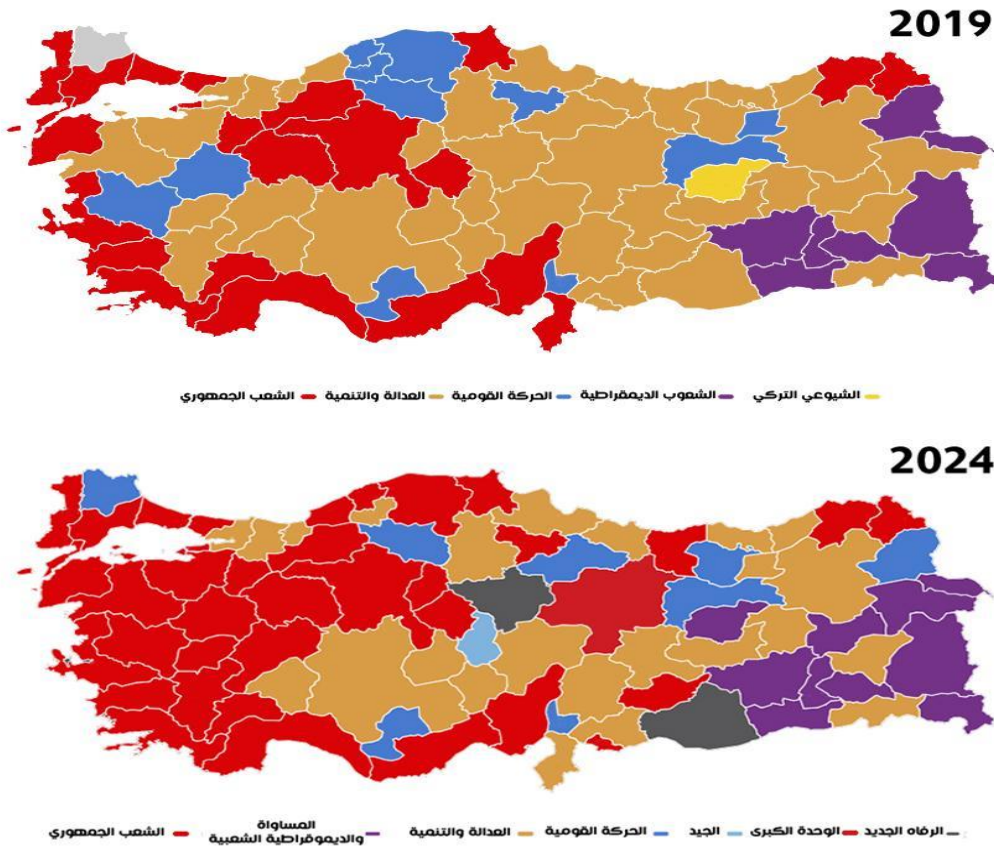 2019
الشعب الجمهوري العدالة والتنمية الحركة القومية الشعوب الديمقراطية الشيوعي التركي
2024
الشعب الجمهوري المساواة والديموقراطية الشعبية العدالة والتنمية الحركة القومية الجيد الوحدة الكبرى الرفاه الجديد